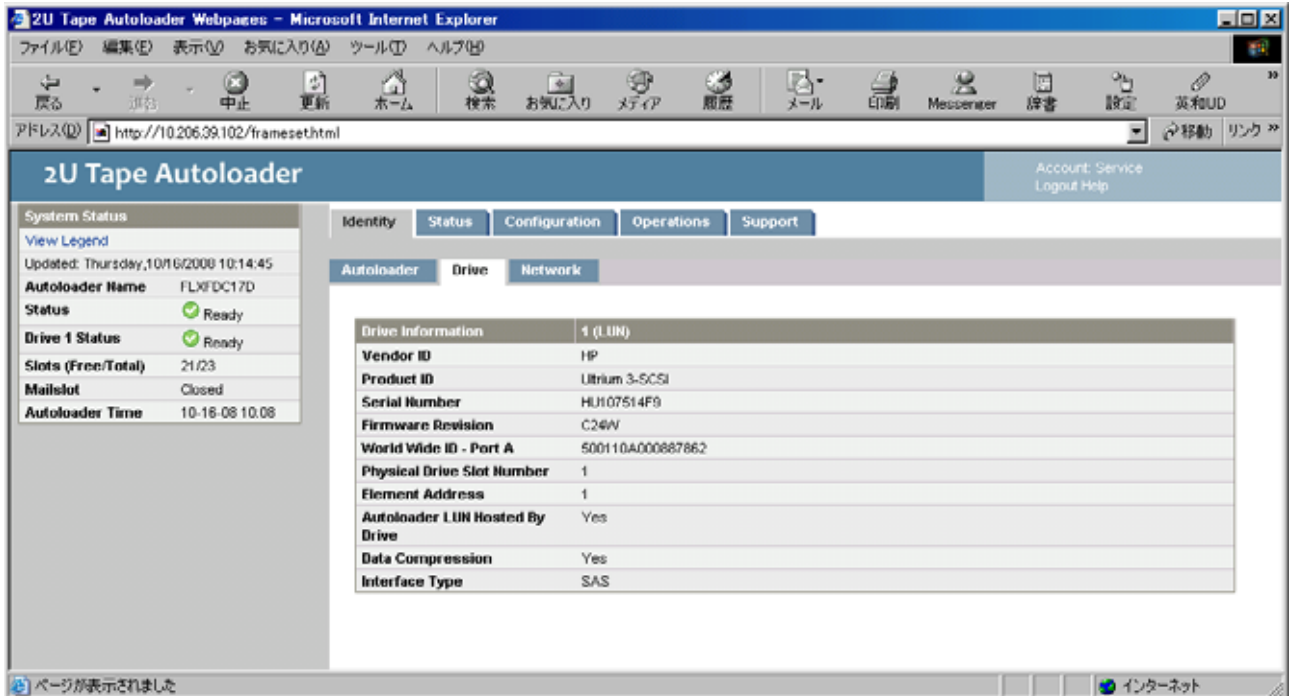 2U Tape Autoloader Webpages - Microsoft Internet Explorer
ファイル(F) 編集(E) 表示(V) お気に入り(A) ツール(T) ヘルプ(H)
戻る 進む 中止 更新 ホーム 検索 お気に入り メディア 履歴 メール 印刷 Messenger 辞書 設定 英和UD
アドレス(D) http://10.206.39.102/frameset.html 移動 リンク
2U Tape Autoloader
Account: Service
Logout Help
System Status
View Legend
Updated: Thursday,10/16/2008 10:14:45
Autoloader Name FLXFDC17D
Status Ready
Drive 1 Status Ready
Slots (Free/Total) 21/23
Mailslot Closed
Autoloader Time 10-16-08 10.08
Identity Status Configuration Operations Support
Autoloader Drive Network
Drive Information 1 (LUN)
Vendor ID HP
Product ID Ultrium 3-SCSI
Serial Number HU107514F9
Firmware Revision C24W
World Wide ID - Port A 500110A000887862
Physical Drive Slot Number 1
Element Address 1
Autoloader LUN Hosted By Drive Yes
Data Compression Yes
Interface Type SAS
ページが表示されました インターネット